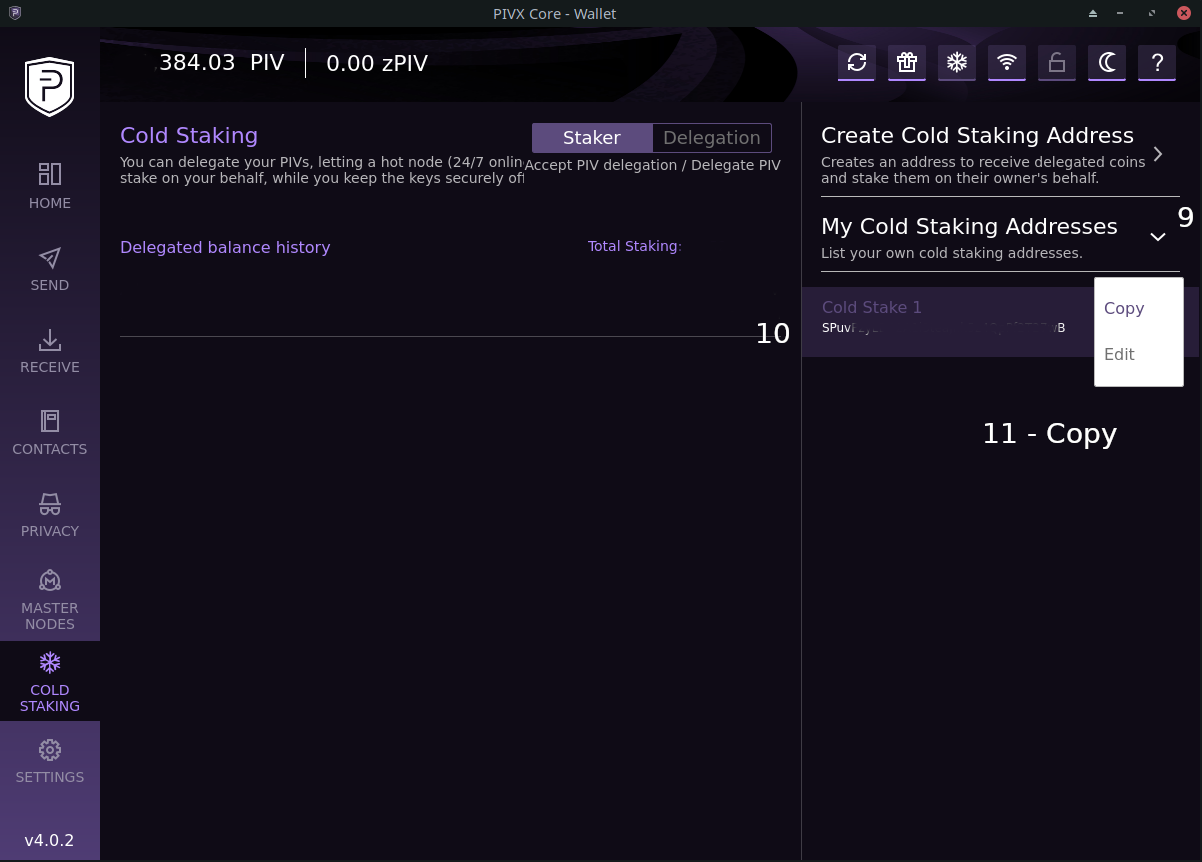 PIVX Core - Wallet
384.03 PIV
0.00 zPIV
?
HOME
SEND
RECEIVE
CONTACTS
PRIVACY
MASTER
NODES
COLD
STAKING
SETTINGS
v4.0.2
Cold Staking
You can delegate your PIVs, letting a hot node (24/7 onlin
stake on your behalf, while you keep the keys securely of
Staker
Delegation
Accept PIV delegation / Delegate PIV
Delegated balance history
Total Staking:
10
Create Cold Staking Address
Creates an address to receive delegated coins
and stake them on their owner's behalf.
9
My Cold Staking Addresses
List your own cold staking addresses.
Cold Stake 1
Copy
Edit
11 - Copy